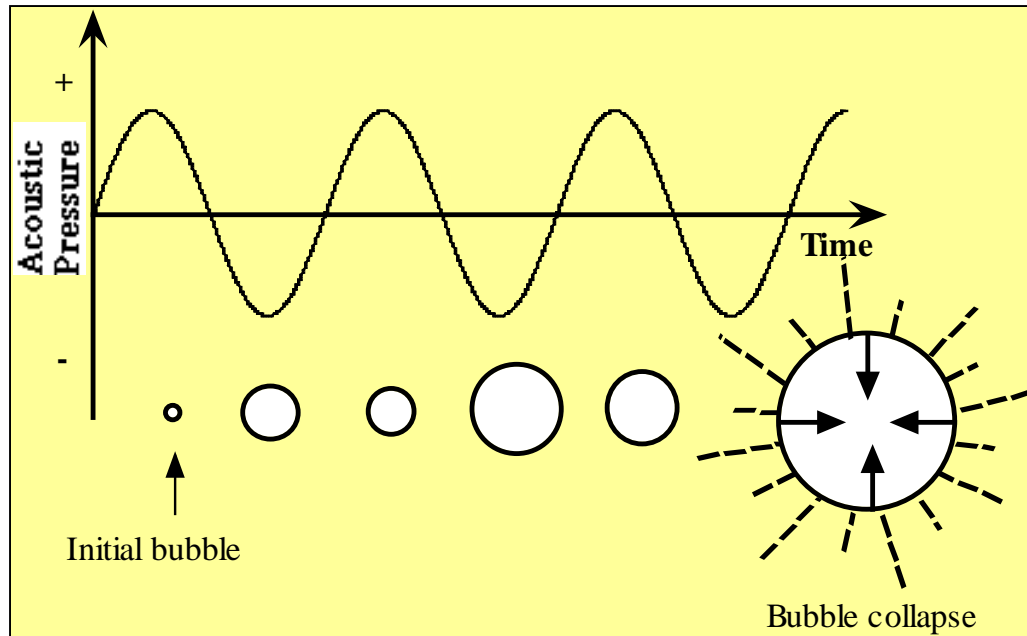 +
Acoustic
Pressure
-
Time
Initial bubble
Bubble collapse